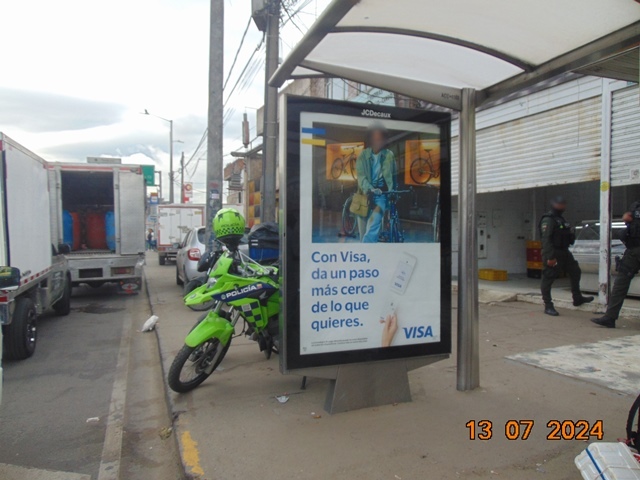 JCDecaux
Con Visa,
da un paso
más cerca
de lo que
quieres.
VISA
POLICÍA
13 07 2024